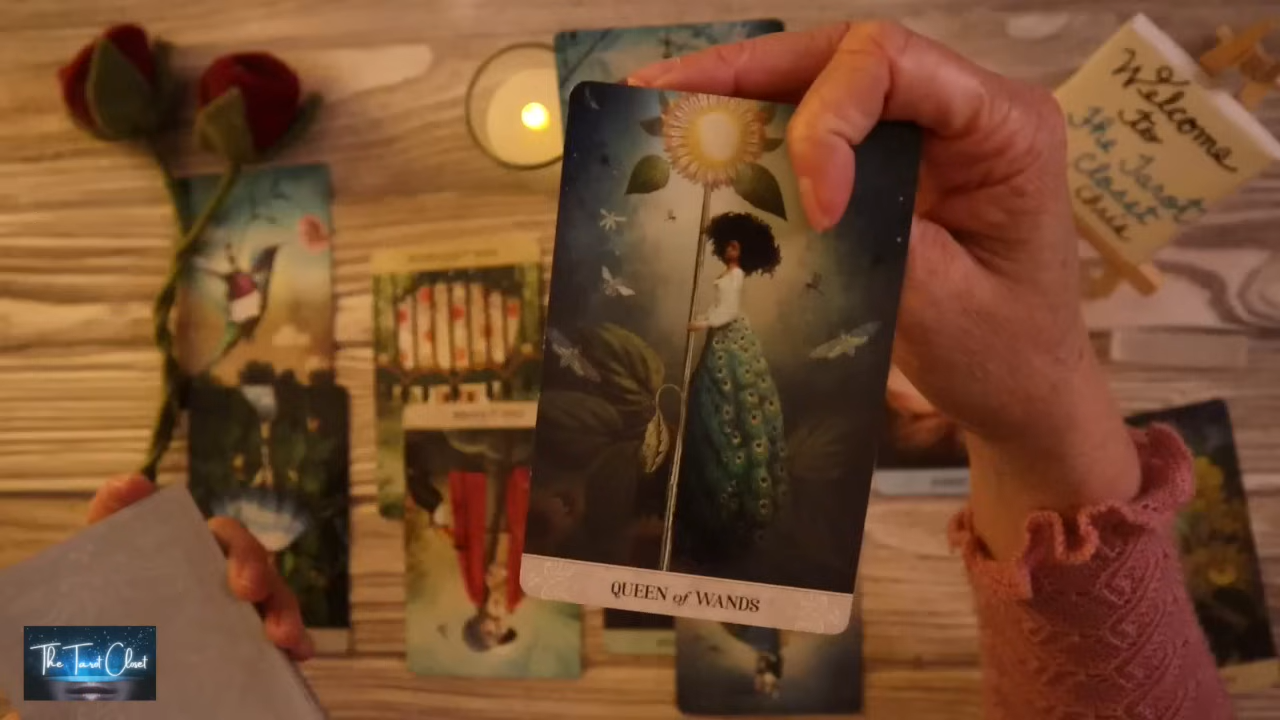 Welcome
to
The Tarot
Closet
QUEEN of WANDS
The Tarot Closet